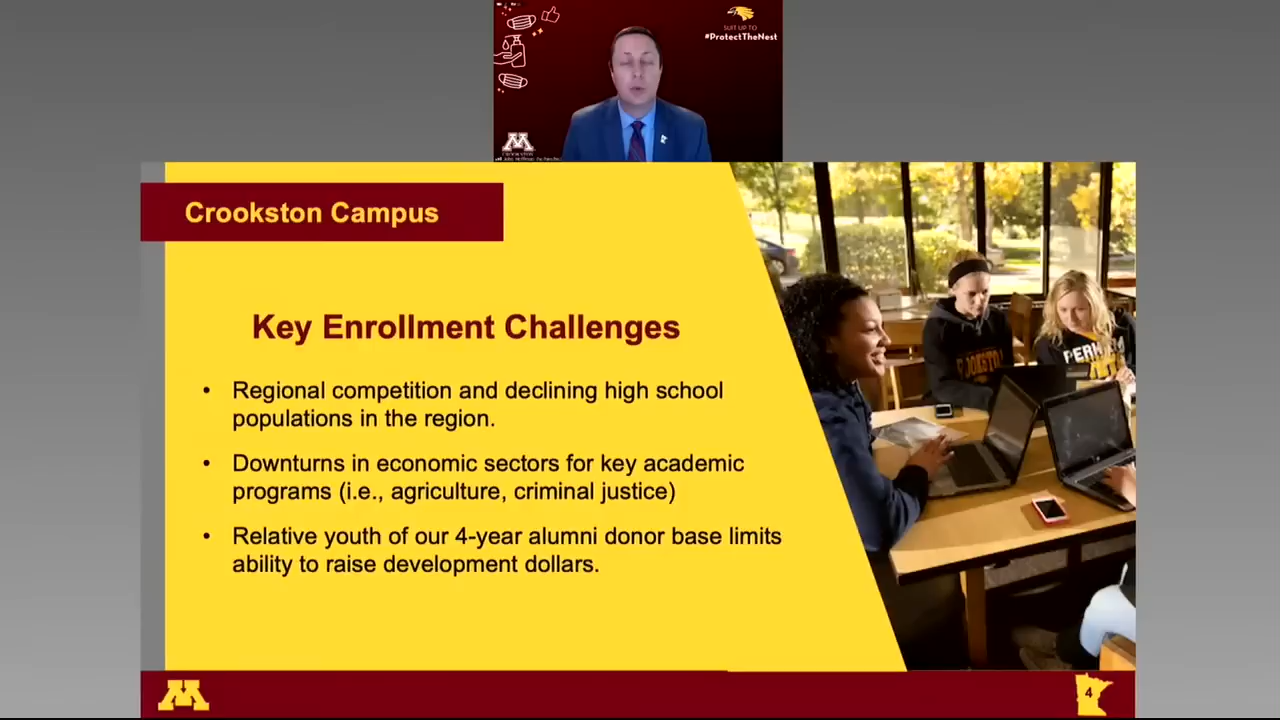 SUIT UP TO
#ProtectTheNest
M
Crookston Campus
Key Enrollment Challenges
• Regional competition and declining high school
populations in the region.
• Downturns in economic sectors for key academic
programs (i.e., agriculture, criminal justice)
• Relative youth of our 4-year alumni donor base limits
ability to raise development dollars.
CROOKSTON
M
4